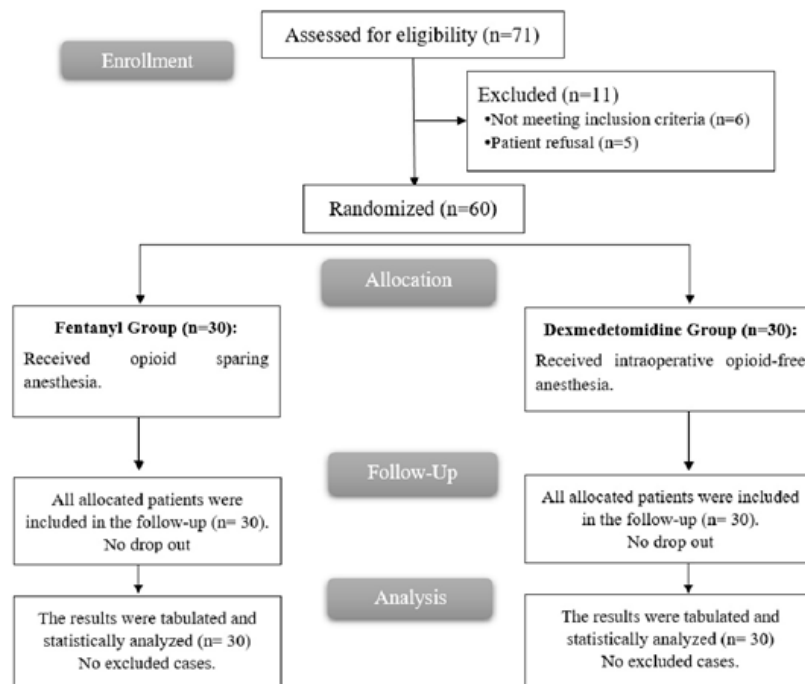 Assessed for eligibility (n=71)
Enrollment
Excluded (n=11)
•Not meeting inclusion criteria (n=6)
•Patient refusal (n=5)
Randomized (n=60)
Allocation
Fentanyl Group (n=30):
Received opioid sparing
anesthesia.
Dexmedetomidine Group (n=30):
Received intraoperative opioid-free
anesthesia.
Follow-Up
All allocated patients were
included in the follow-up (n= 30).
No drop out
All allocated patients were included
in the follow-up (n= 30).
No drop out
Analysis
The results were tabulated and
statistically analyzed (n= 30)
No excluded cases.
The results were tabulated and
statistically analyzed (n= 30)
No excluded cases.